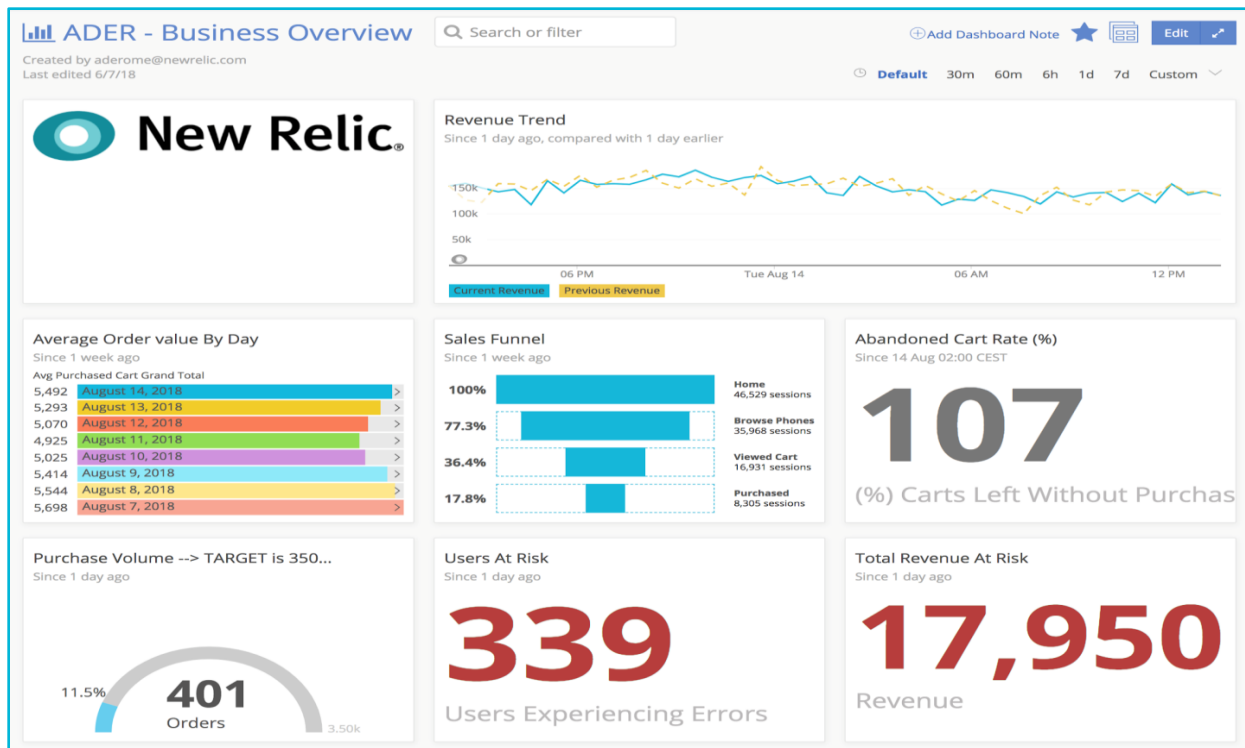 ADER - Business Overview
Search or filter
Add Dashboard Note
Edit
Created by aderome@newrelic.com
Last edited 6/7/18
Default 30m 60m 6h 1d 7d Custom
New Relic®
Revenue Trend
Since 1 day ago, compared with 1 day earlier
150k
100k
50k
06 PM Tue Aug 14 06 AM 12 PM
Current Revenue Previous Revenue
Average Order value By Day
Since 1 week ago
Avg Purchased Cart Grand Total
5,492 August 14, 2018 >
5,293 August 13, 2018 >
5,070 August 12, 2018 >
4,925 August 11, 2018 >
5,025 August 10, 2018 >
5,414 August 9, 2018 >
5,544 August 8, 2018 >
5,698 August 7, 2018 >
Sales Funnel
Since 1 week ago
100% Home
46,529 sessions
77.3% Browse Phones
35,968 sessions
36.4% Viewed Cart
16,931 sessions
17.8% Purchased
8,305 sessions
Abandoned Cart Rate (%)
Since 14 Aug 02:00 CEST
107
(%) Carts Left Without Purchas
Purchase Volume --> TARGET is 350...
Since 1 day ago
11.5%
401
Orders
3.50k
Users At Risk
Since 1 day ago
339
Users Experiencing Errors
Total Revenue At Risk
Since 1 day ago
17,950
Revenue